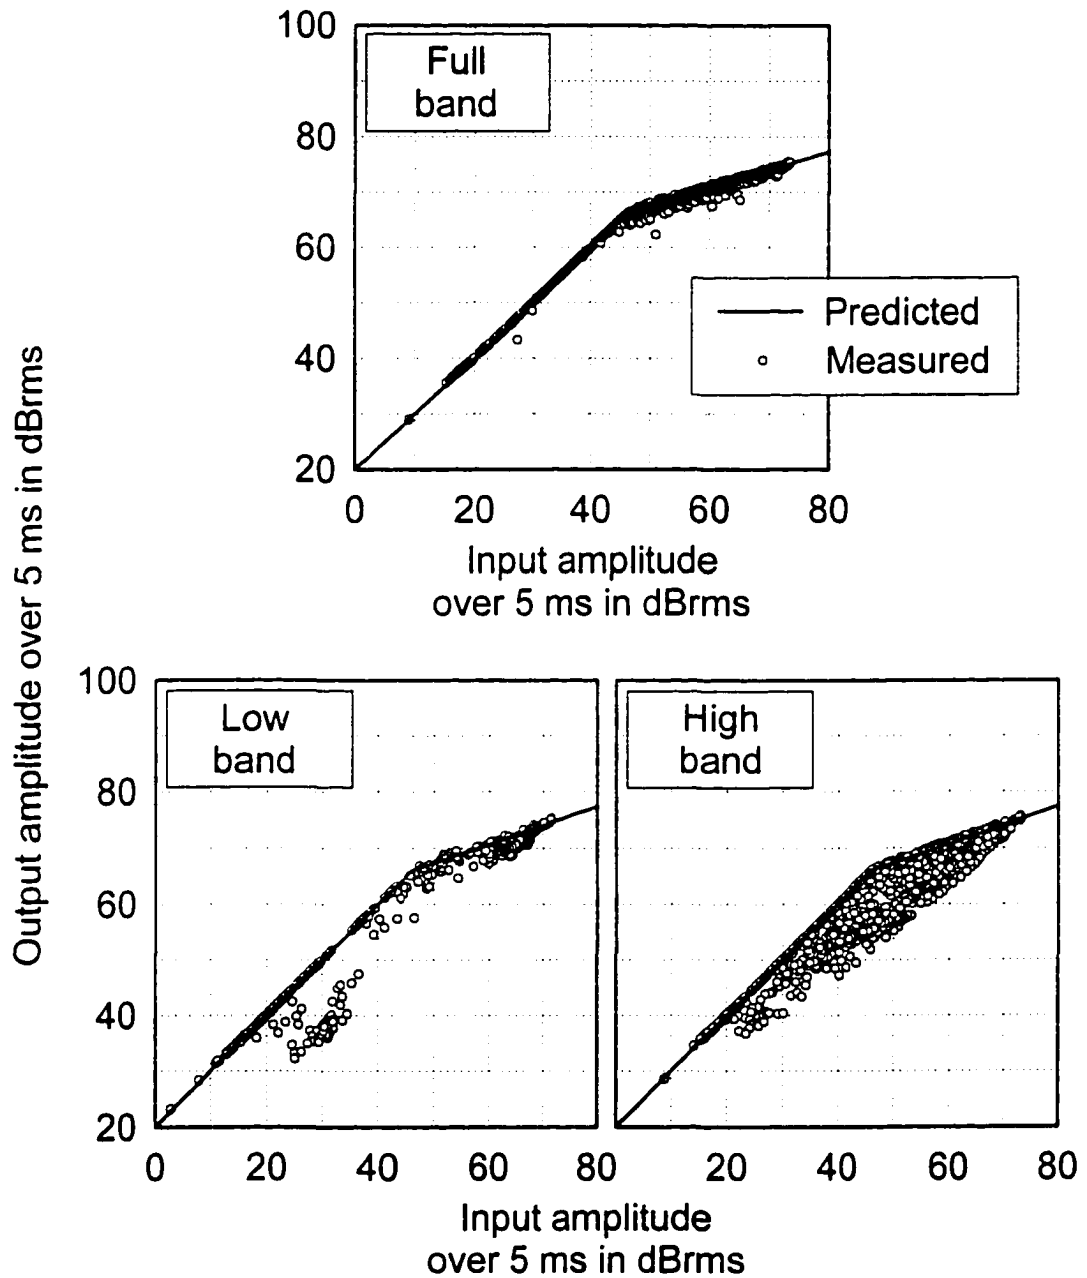 Output amplitude over 5 ms in dBrms
100
80
60
40
20
Full
band
Predicted
Measured
0 20 40 60 80
Input amplitude
over 5 ms in dBrms
100
80
60
40
20
Low
band
High
band
0 20 40 60 80 20 40 60 80
Input amplitude
over 5 ms in dBrms